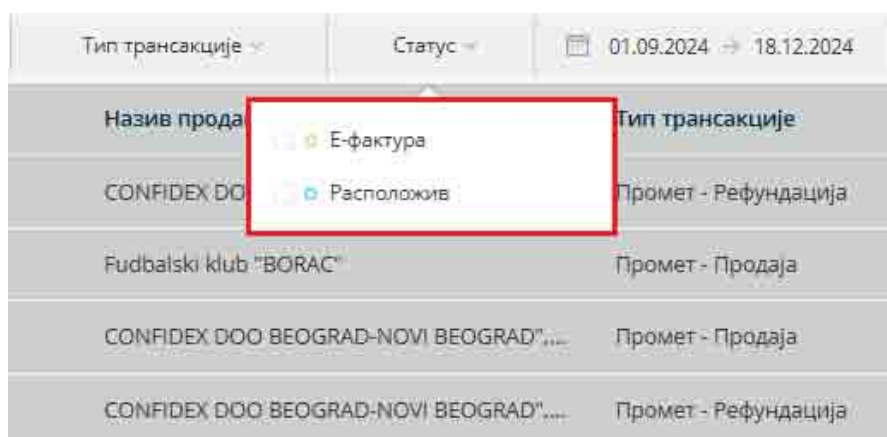 Тип трансакције Статус 01.09.2024 → 18.12.2024
Назив прода Тип трансакције
Е-фактура
CONFIDEX DO Расположив Промет - Рефундација
Fudbalski klub "BORAC" Промет - Продаја
CONFIDEX DOO BEOGRAD-NOVI BEOGRAD",... Промет - Продаја
CONFIDEX DOO BEOGRAD-NOVI BEOGRAD",... Промет - Рефундација